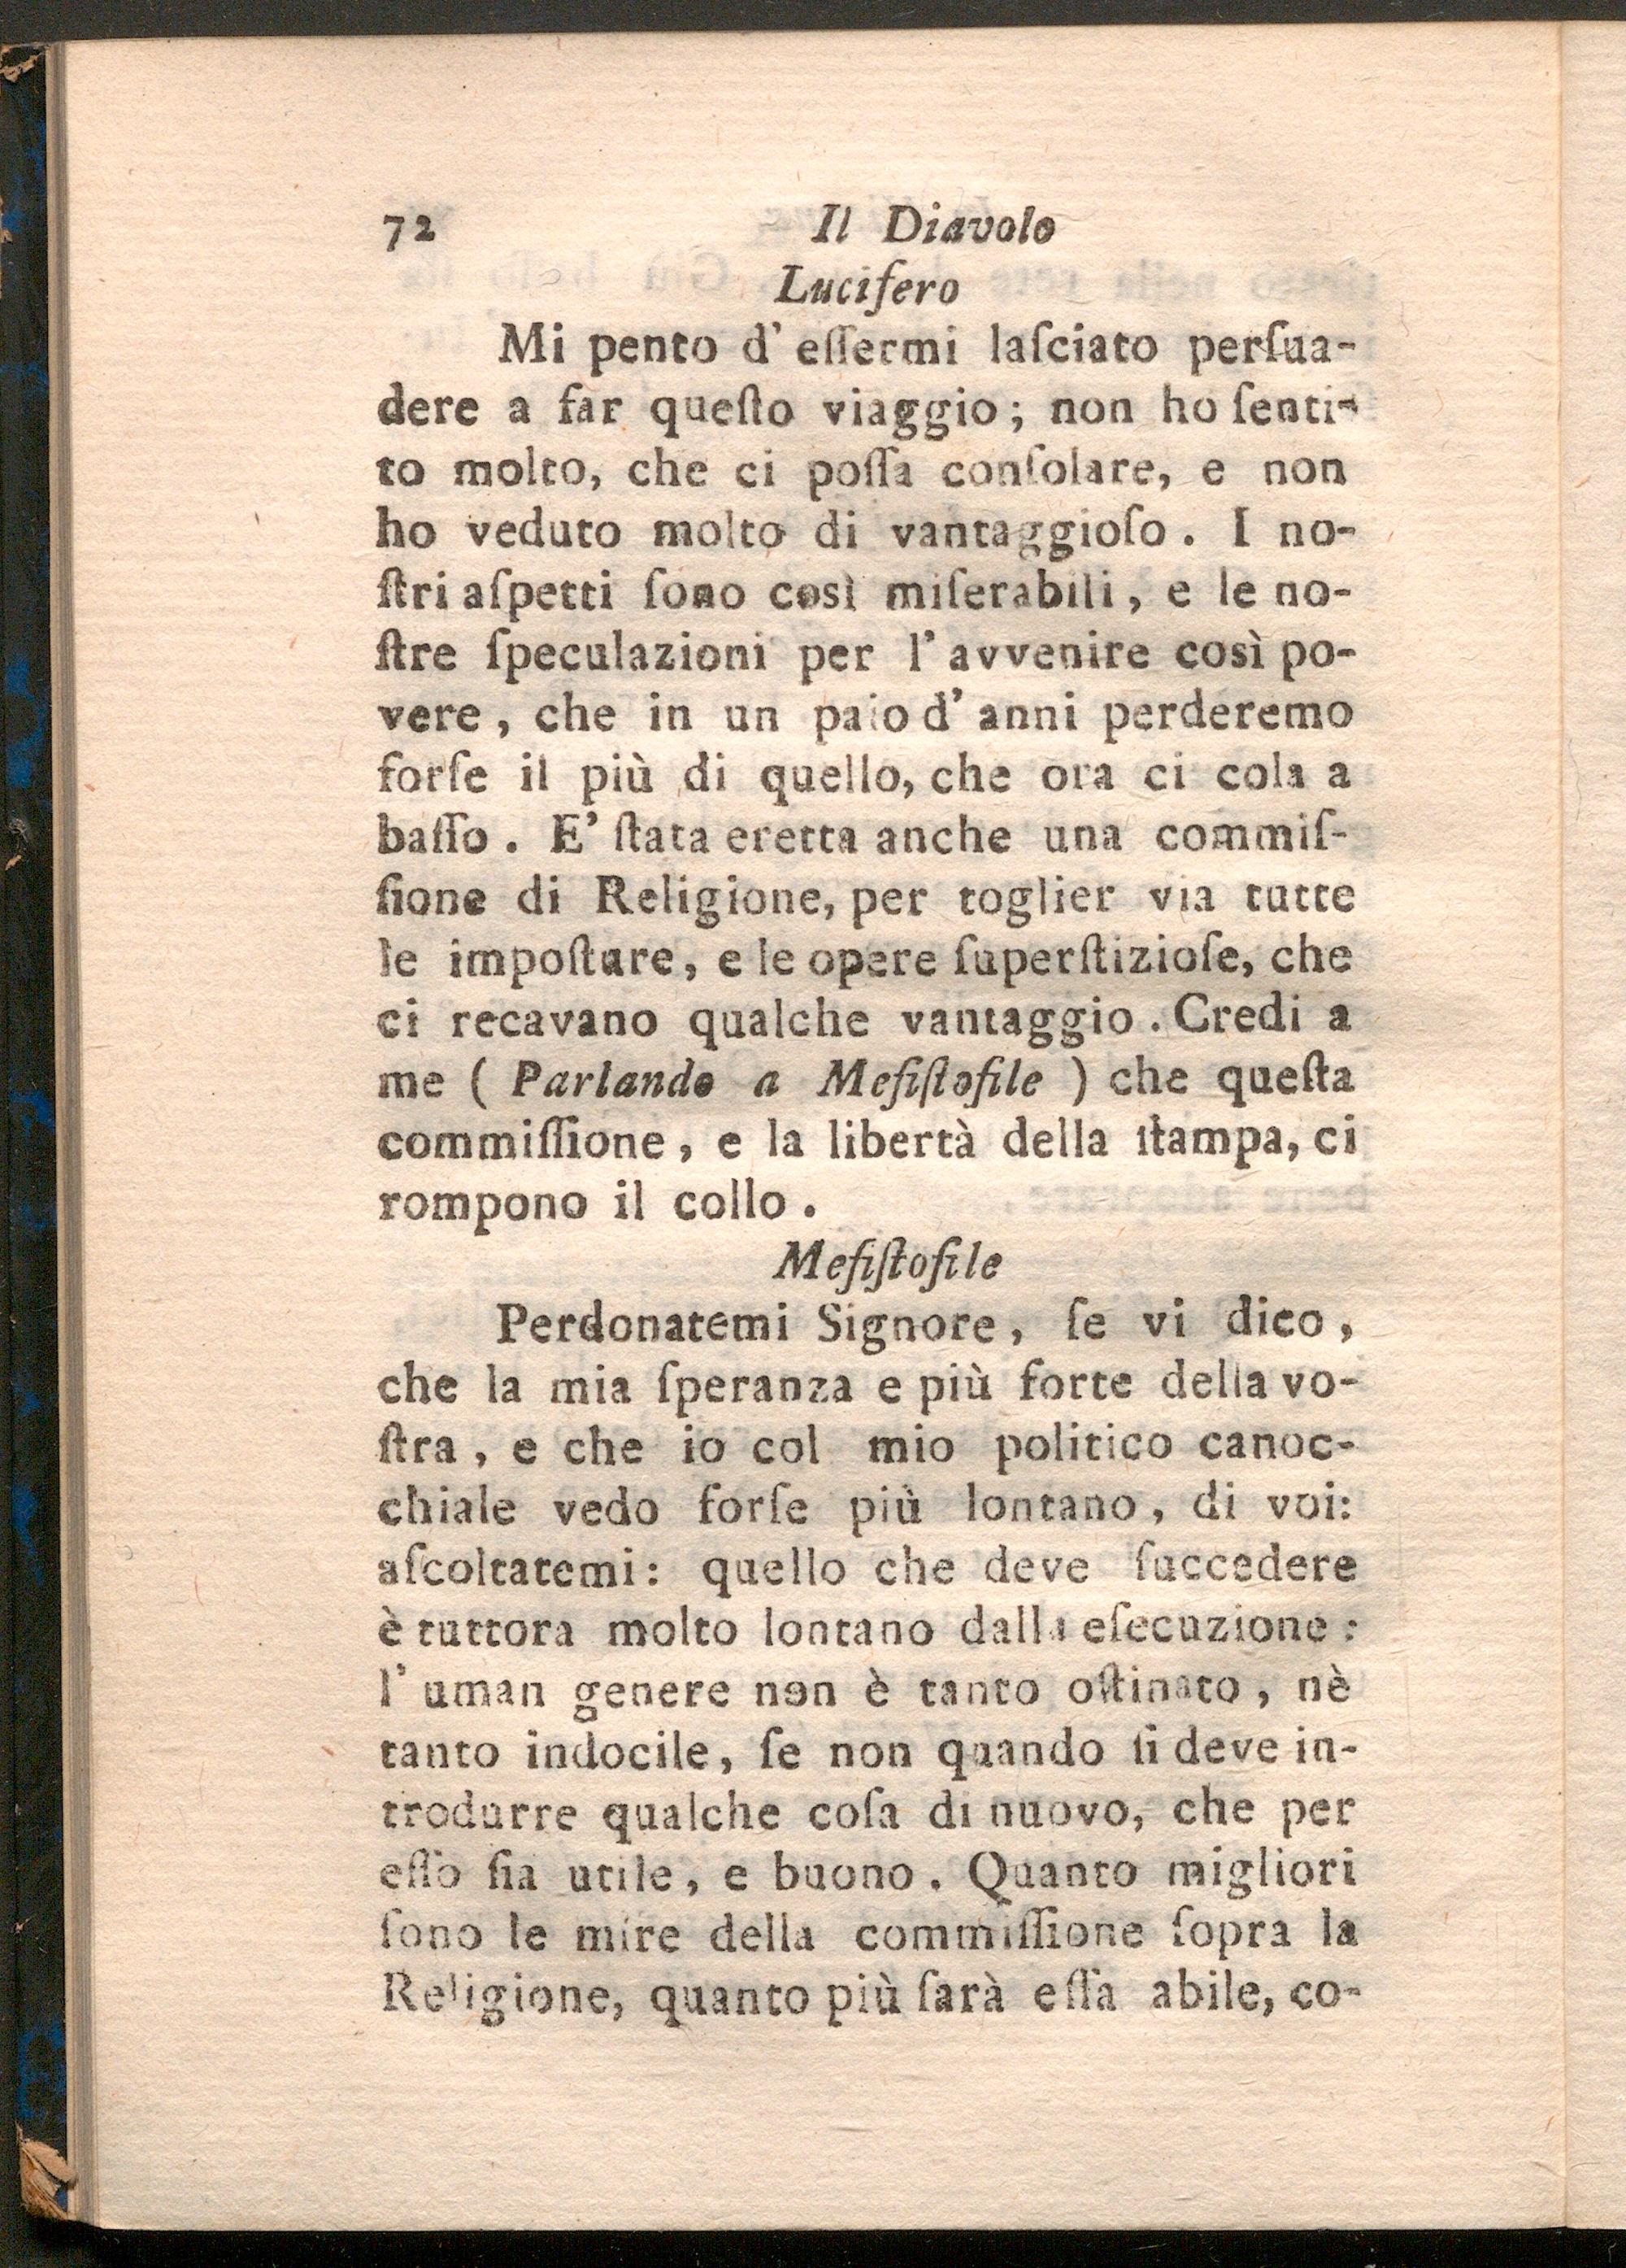 72 Il Diavolo
Lucifero
Mi pento d' eſſermi laſciato perſua-
dere a far queſto viaggio; non ho ſenti-
to molto, che ci poſſa conſolare, e non
ho veduto molto di vantaggioſo. I no-
ſtri aſpetti ſono così miſerabili, e le no-
ſtre ſpeculazioni per l' avvenire così po-
vere, che in un paio d' anni perderemo
forſe il più di quello, che ora ci cola a
baſſo. E' ſtata eretta anche una commiſ-
ſione di Religione, per toglier via tutte
le impoſture, e le opere ſuperſtizioſe, che
ci recavano qualche vantaggio. Credi a
me ( Parlando a Mefiſtofile ) che queſta
commiſſione, e la libertà della ſtampa, ci
rompono il collo.
Mefiſtofile
Perdonatemi Signore, ſe vi dico,
che la mia ſperanza e più forte della vo-
ſtra, e che io col mio politico canoc-
chiale vedo forſe più lontano, di voi:
aſcoltatemi: quello che deve ſuccedere
è tuttora molto lontano dalla eſecuzione:
l' uman genere non è tanto oſtinato, nè
tanto indocile, ſe non quando ſi deve in-
trodurre qualche coſa di nuovo, che per
eſſo ſia utile, e buono. Quanto migliori
ſono le mire della commiſſione ſopra la
Religione, quanto più ſarà eſſa abile, co-